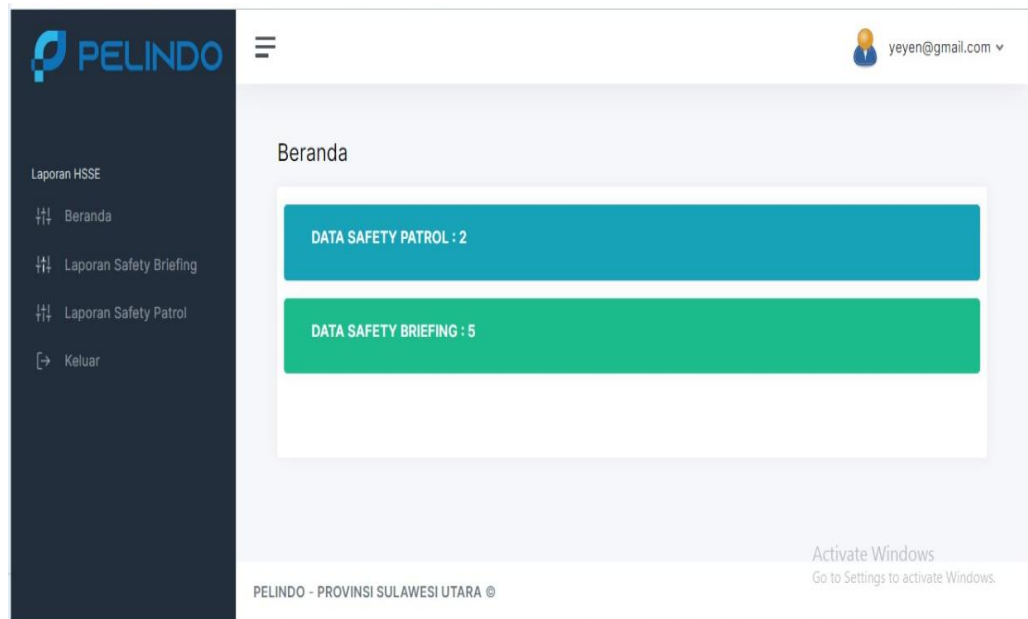 PELINDO
yeyen@gmail.com
Laporan HSSE
Beranda
Laporan Safety Briefing
Laporan Safety Patrol
Keluar
Beranda
DATA SAFETY PATROL : 2
DATA SAFETY BRIEFING : 5
Activate Windows
Go to Settings to activate Windows.
PELINDO - PROVINSI SULAWESI UTARA ©